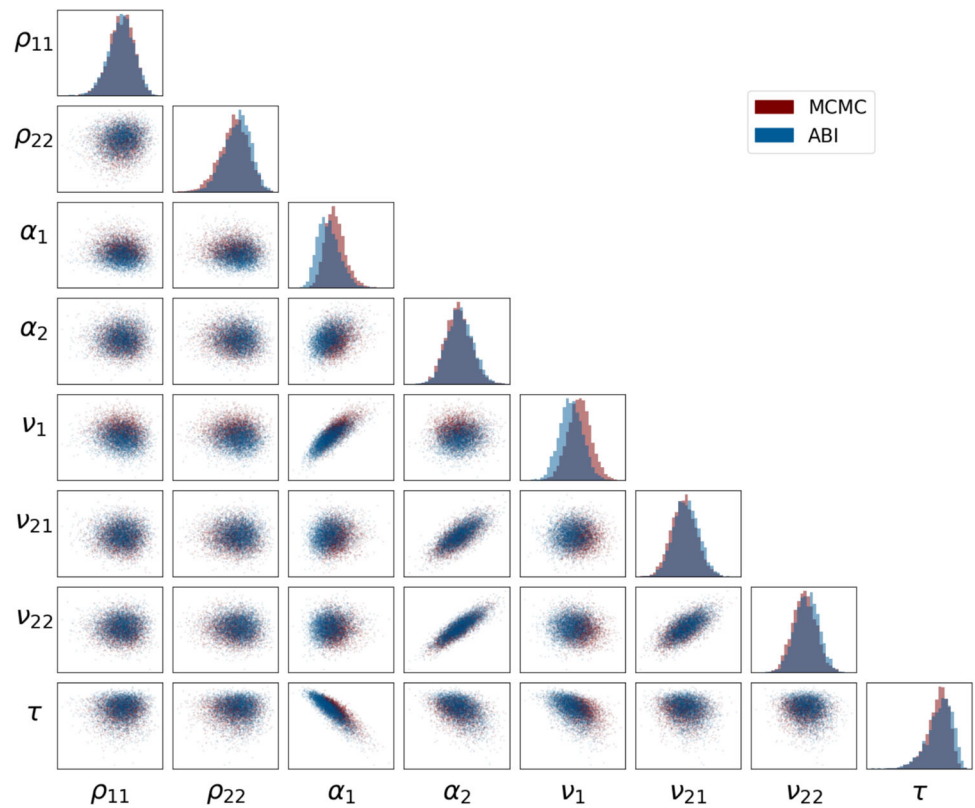 ρ₁₁
MCMC
ABI
ρ₂₂
α₁
α₂
ν₁
ν₂₁
ν₂₂
τ
ρ₁₁ ρ₂₂ α₁ α₂ ν₁ ν₂₁ ν₂₂ τ